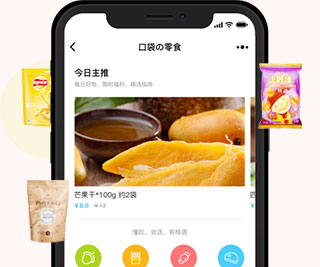 口袋の零食
今日主推
每日好物、限时福利、精选指南
芒果干*100g 约2袋
¥8.8 ¥13
懂吃、会选、有格调